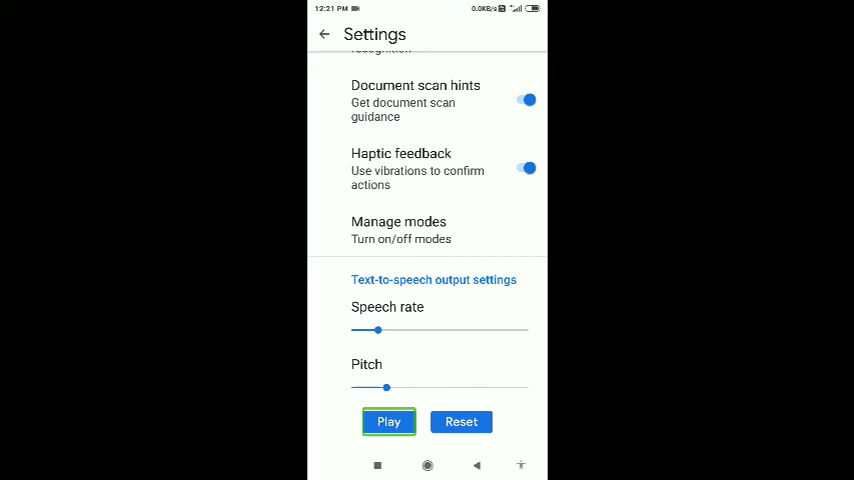 12:21 PM 0.0KB/s
Settings
recognition
Document scan hints
Get document scan
guidance
Haptic feedback
Use vibrations to confirm
actions
Manage modes
Turn on/off modes
Text-to-speech output settings
Speech rate
Pitch
Play Reset